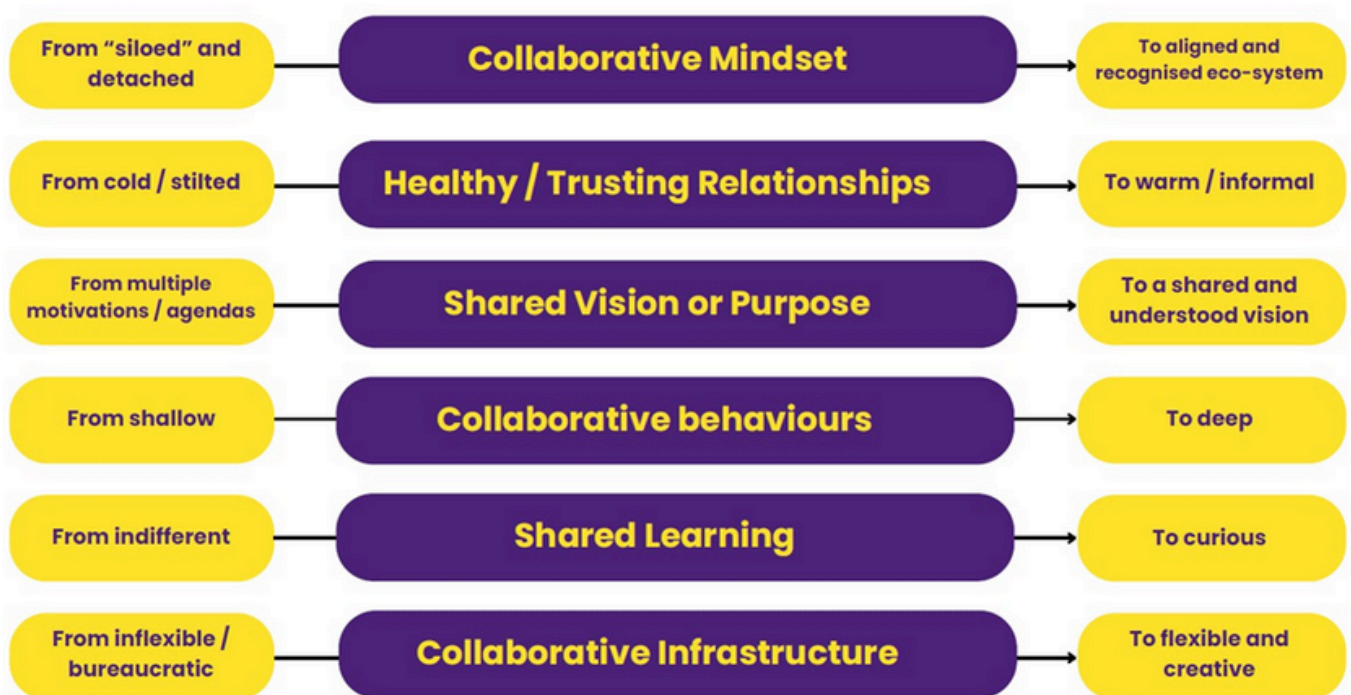 From “siloed” and
detached
Collaborative Mindset
To aligned and
recognised eco-system
From cold / stilted
Healthy / Trusting Relationships
To warm / informal
From multiple
motivations / agendas
Shared Vision or Purpose
To a shared and
understood vision
From shallow
Collaborative behaviours
To deep
From indifferent
Shared Learning
To curious
From inflexible /
bureaucratic
Collaborative Infrastructure
To flexible and
creative